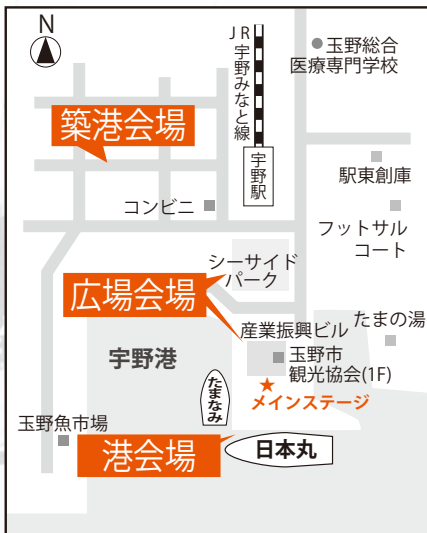 N
JR宇野みなと線
宇野駅
玉野総合
医療専門学校
築港会場
駅東創庫
コンビニ
フットサル
コート
シーサイド
パーク
広場会場
産業振興ビル
たまの湯
宇野港
玉野市
観光協会(1F)
たまなみ
メインステージ
玉野魚市場
港会場
日本丸